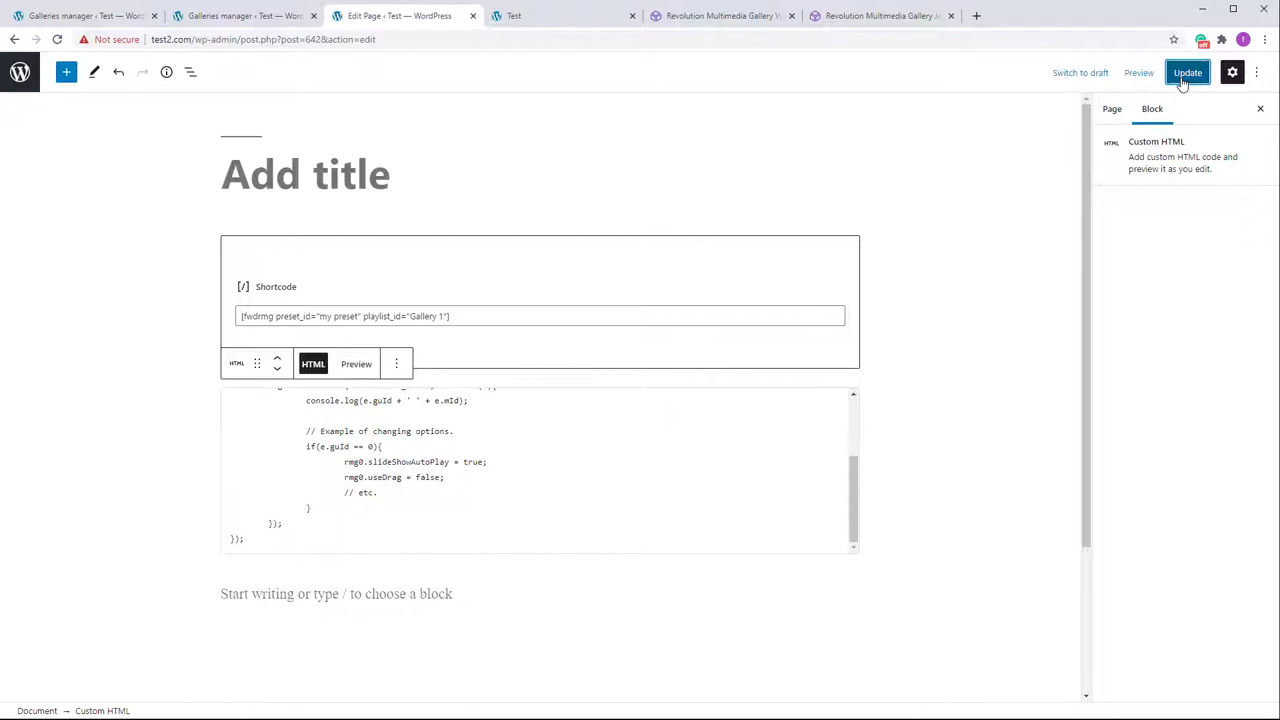 Galleries manager ‹ Test — Word
Galleries manager ‹ Test — Word
Edit Page ‹ Test — WordPress
Test
Revolution Multimedia Gallery
Revolution Multimedia Gallery
Not secure
test2.com/wp-admin/post.php?post=642&action=edit
off
f
Switch to draft
Preview
Update
Page
Block
HTML
Custom HTML
Add custom HTML code and
preview it as you edit.
Add title
[/] Shortcode
[fwdrmg preset_id="my preset" playlist_id="Gallery 1"]
HTML
HTML
Preview
console.log(e.guId + ' ' + e.mId);
// Example of changing options.
if(e.guId == 0){
rmg0.slideShowAutoPlay = true;
rmg0.useDrag = false;
// etc.
}
});
});
Start writing or type / to choose a block
Document → Custom HTML